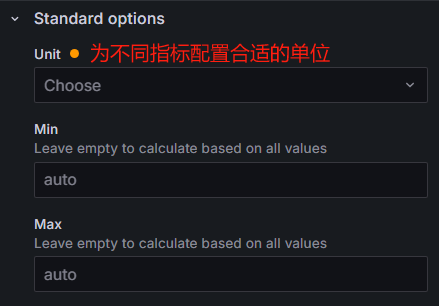 Standard options
Unit 为不同指标配置合适的单位
Choose
Min
Leave empty to calculate based on all values
auto
Max
Leave empty to calculate based on all values
auto